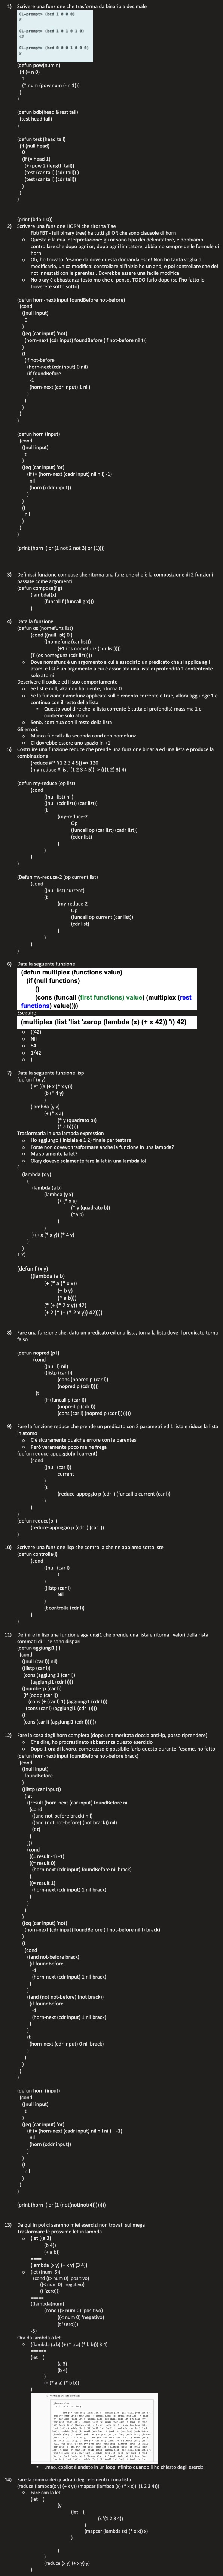 1) Scrivere una funzione che trasforma da binario a decimale
CL-prompt> (bcd 1 0 0 0)
8
CL-prompt> (bcd 1 0 1 0 1 0)
42
CL-prompt> (bcd 0 0 0 1 0 0 0)
8
(defun pow(num n)
(if (= n 0)
1
(* num (pow num (- n 1)))
)
)
(defun bdb(head &rest tail)
(test head tail)
)
(defun test (head tail)
(if (null head)
0
(if (= head 1)
(+ (pow 2 (length tail))
(test (car tail) (cdr tail)) )
(test (car tail) (cdr tail))
)
)
)
(print (bdb 1 0))
2) Scrivere una funzione HORN che ritorna T se
Fbt(FBT - full binary tree) ha tutti gli OR che sono clausole di horn
o Questa è la mia interpretazione: gli or sono tipo dei delimitatore, e dobbiamo
controllare che dopo ogni or, dopo ogni limitatore, abbiamo sempre delle formule di
horn
o Oh, ho trovato l'esame da dove questa domanda esce! Non ho tanta voglia di
modificarlo, unica modifica: controllare all'inizio ho un and, e poi controllare che dei
not innestati con le parentesi. Dovrebbe essere una facile modifica
o No okay è abbastanza testo mo che ci penso, TODO farlo dopo (se l'ho fatto lo
troverete sotto sotto)
(defun horn-next(input foundBefore not-before)
(cond
((null input)
0
)
((eq (car input) 'not)
(horn-next (cdr input) foundBefore (if not-before nil t))
)
(t
(if not-before
(horn-next (cdr input) 0 nil)
(if foundBefore
-1
(horn-next (cdr input) 1 nil)
)
)
)
)
)
(defun horn (input)
(cond
((null input)
t
)
((eq (car input) 'or)
(if (= (horn-next (cadr input) nil nil) -1)
nil
(horn (cddr input))
)
)
(t
nil
)
)
)
(print (horn '( or (1 not 2 not 3) or (1))))
3) Definisci funzione compose che ritorna una funzione che è la composizione di 2 funzioni
passate come argomenti
(defun compose(f g)
(lambda(x)
(funcall f (funcall g x)))
)
4) Data la funzione
(defun os (nomefunz list)
(cond ((null list) 0 )
((nomefunz (car list))
(+1 (os nomefunz (cdr list))))
(T (os nomegunz (cdr list))))
o Dove nomefunz è un argomento a cui è associato un predicato che si applica agli
atomi e list è un argomento a cui è associata una lista di profondità 1 contenente
solo atomi
Descrivere il codice ed il suo comportamento
o Se list è null, aka non ha niente, ritorna 0
o Se la funzione namefunc applicata sull'elemento corrente è true, allora aggiunge 1 e
continua con il resto della lista
▪ Questo vuoi dire che la lista corrente è tutta di profondità massima 1 e
contiene solo atomi
o Senò, continua con il resto della lista
Gli errori:
o Manca funcall alla seconda cond con nomefunz
o Ci dovrebbe essere uno spazio in +1
5) Costruire una funzione reduce che prende una funzione binaria ed una lista e produce la
combinazione
(reduce #'* '(1 2 3 4 5)) => 120
(my-reduce #'list '(1 2 3 4 5)) -> (((1 2) 3) 4)
(defun my-reduce (op list)
(cond
((null list) nil)
((null (cdr list)) (car list))
(t
(my-reduce-2
Op
(funcall op (car list) (cadr list))
(cddr list)
)
)
)
)
(Defun my-reduce-2 (op current list)
(cond
((null list) current)
(t
(my-reduce-2
Op
(funcall op current (car list))
(cdr list)
)
)
)
)
6) Data la seguente funzione
(defun multiplex (functions value)
(if (null functions)
()
(cons (funcall (first functions) value) (multiplex (rest
functions) value))))
Eseguire
(multiplex (list 'list 'zerop (lambda (x) (+ x 42)) '/) 42)
o ((42)
o Nil
o 84
o 1/42
o )
7) Data la seguente funzione lisp
(defun f (x y)
(let ((a (+ x (* x y)))
(b (* 4 y)
)
(lambda (y x)
(+ (* x a)
(* y (quadrato b))
(* a b)))))
Trasformarla in una lambda expression
o Ho aggiungo ( iniziale e 1 2) finale per testare
o Forse non dovevo trasformare anche la funzione in una lambda?
o Ma solamente la let?
o Okay dovevo solamente fare la let in una lambda lol
(
(lambda (x y)
(
(lambda (a b)
(lambda (y x)
(+ (* x a)
(* y (quadrato b))
(*a b)
)
)
) (+ x (* x y)) (* 4 y)
)
)
1 2)
(defun f (x y)
((lambda (a b)
(+ (* a (* x x))
(+ b y)
(* a b)))
(* (+ (* 2 x y)) 42)
(+ 2 (* (+ (* 2 x y)) 42))))
8) Fare una funzione che, dato un predicato ed una lista, torna la lista dove il predicato torna
falso
(defun nopred (p l)
(cond
((null l) nil)
((listp (car l))
(cons (nopred p (car l))
(nopred p (cdr l))))
(t
(if (funcall p (car l))
(nopred p (cdr l))
(cons (car l) (nopred p (cdr l)))))))
9) Fare la funzione reduce che prende un predicato con 2 parametri ed 1 lista e riduce la lista
in atomo
o C'è sicuramente qualche errore con le parentesi
o Però veramente poco me ne frega
(defun reduce-appoggio(p l current)
(cond
((null (car l))
current
)
(t
(reduce-appoggio p (cdr l) (funcall p current (car l))
)
)
)
(defun reduce(p l)
(reduce-appoggio p (cdr l) (car l))
)
10) Scrivere una funzione lisp che controlla che nn abbiamo sottoliste
(defun controlla(l)
(cond
((null (car l)
t
)
((listp (car l)
Nil
)
(t controlla (cdr l))
)
)
11) Definire in lisp una funzione aggiungi1 che prende una lista e ritorna i valori della rista
sommati di 1 se sono dispari
(defun aggiungi1 (l)
(cond
((null (car l)) nil)
((listp (car l))
(cons (aggiungi1 (car l))
(aggiungi1 (cdr l))))
((numberp (car l))
(if (oddp (car l))
(cons (+ (car l) 1) (aggiungi1 (cdr l)))
(cons (car l) (aggiungi1 (cdr l)))))
(t
(cons (car l) (aggiungi1 (cdr l))))))
12) Fare la cosa degli horn completa (dopo una meritata doccia anti-lp, posso riprendere)
o Che dire, ho procrastinato abbastanza questo esercizio
o Dopo 1 ora di lavoro, come cazzo è possibile farlo questo durante l'esame, ho fatto.
(defun horn-next(input foundBefore not-before brack)
(cond
((null input)
foundBefore
)
((listp (car input))
(let
((result (horn-next (car input) foundBefore nil
(cond
((and not-before brack) nil)
((and (not not-before) (not brack)) nil)
(t t)
)
)))
(cond
((= result -1) -1)
((= result 0)
(horn-next (cdr input) foundBefore nil brack)
)
((= result 1)
(horn-next (cdr input) 1 nil brack)
)
)
)
)
((eq (car input) 'not)
(horn-next (cdr input) foundBefore (if not-before nil t) brack)
)
(t
(cond
((and not-before brack)
(if foundBefore
-1
(horn-next (cdr input) 1 nil brack)
)
)
((and (not not-before) (not brack))
(if foundBefore
-1
(horn-next (cdr input) 1 nil brack)
)
)
(t
(horn-next (cdr input) 0 nil brack)
)
)
)
)
)
(defun horn (input)
(cond
((null input)
t
)
((eq (car input) 'or)
(if (= (horn-next (cadr input) nil nil nil) -1)
nil
(horn (cddr input))
)
)
(t
nil
)
)
)
(print (horn '( or (1 (not(not(not(4))))))))
13) Da qui in poi ci saranno miei esercizi non trovati sul mega
Trasformare le prossime let in lambda
o (let ((a 3)
(b 4))
(+ a b))
====
(lambda (x y) (+ x y) (3 4))
o (let ((num -5))
(cond ((> num 0) 'positivo)
((< num 0) 'negativo)
(t 'zero)))
=====
((lambda(num)
(cond ((> num 0) 'positivo)
((< num 0) 'negativo)
(t 'zero)))
-5)
Ora da lambda a let
o ((lambda (a b) (+ (* a a) (* b b))) 3 4)
======
(let (
(a 3)
(b 4)
)
(+ (* a a) (* b b))
)
▪ Lmao, copilot è andato in un loop infinito quando li ho chiesto degli esercizi
14) Fare la somma dei quadrati degli elementi di una lista
(reduce (lambda(x y) (+ x y)) (mapcar (lambda (x) (* x x)) '(1 2 3 4)))
o Fare con la let
(let (
(y
(let (
(x '(1 2 3 4))
)
(mapcar (lambda (x) (* x x)) x)
)
)
)
(reduce (x y) (+ x y) y)
)